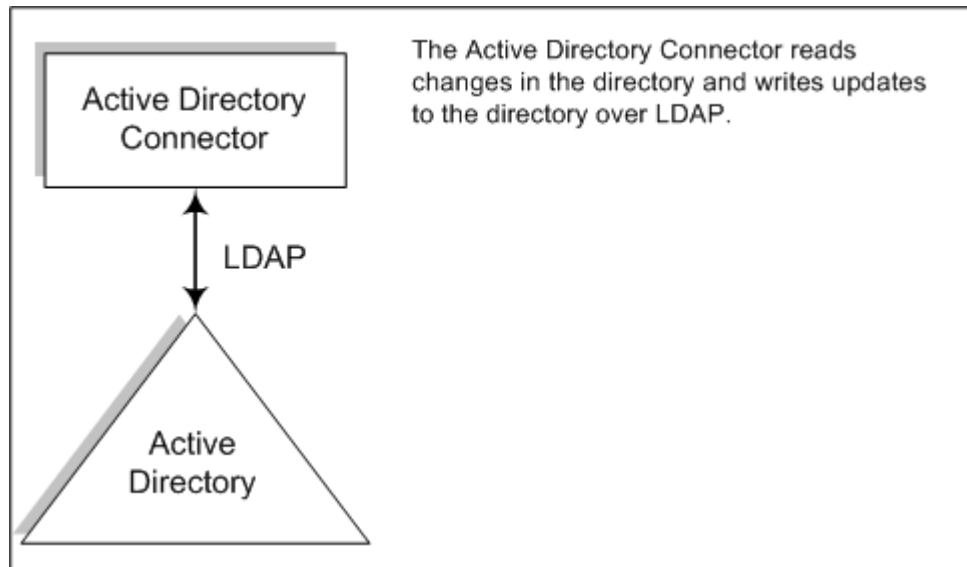 Active Directory
Connector
The Active Directory Connector reads
changes in the directory and writes updates
to the directory over LDAP.
LDAP
Active
Directory